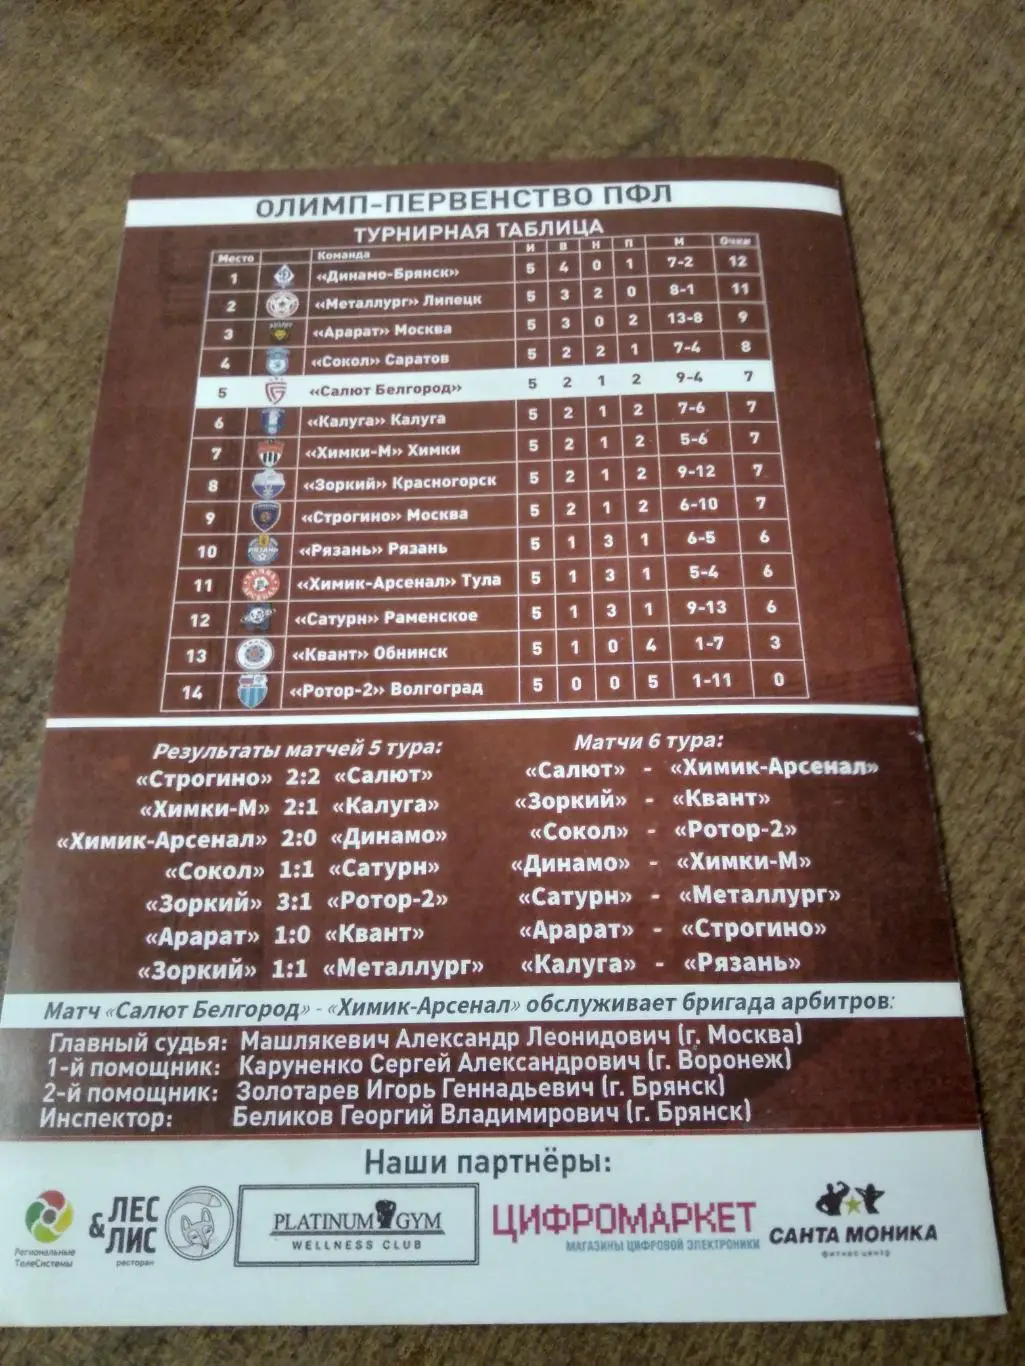 ОЛИМП-ПЕРВЕНСТВО ПФЛ
ТУРНИРНАЯ ТАБЛИЦА
Место Команда И В Н П М Очки
1 «Динамо-Брянск» 5 4 0 1 7-2 12
2 «Металлург» Липецк 5 3 2 0 8-1 11
3 «Арарат» Москва 5 3 0 2 13-8 9
4 «Сокол» Саратов 5 2 2 1 7-4 8
5 «Салют Белгород» 5 2 1 2 9-4 7
6 «Калуга» Калуга 5 2 1 2 7-6 7
7 «Химки-М» Химки 5 2 1 2 5-6 7
8 «Зоркий» Красногорск 5 2 1 2 9-12 7
9 «Строгино» Москва 5 2 1 2 6-10 7
10 «Рязань» Рязань 5 1 3 1 6-5 6
11 «Химик-Арсенал» Тула 5 1 3 1 5-4 6
12 «Сатурн» Раменское 5 1 3 1 9-13 6
13 «Квант» Обнинск 5 1 0 4 1-7 3
14 «Ротор-2» Волгоград 5 0 0 5 1-11 0
Результаты матчей 5 тура:
«Строгино» 2:2 «Салют»
«Химки-М» 2:1 «Калуга»
«Химик-Арсенал» 2:0 «Динамо»
«Сокол» 1:1 «Сатурн»
«Зоркий» 3:1 «Ротор-2»
«Арарат» 1:0 «Квант»
«Зоркий» 1:1 «Металлург»
Матчи 6 тура:
«Салют» - «Химик-Арсенал»
«Зоркий» - «Квант»
«Сокол» - «Ротор-2»
«Динамо» - «Химки-М»
«Сатурн» - «Металлург»
«Арарат» - «Строгино»
«Калуга» - «Рязань»
Матч «Салют Белгород» - «Химик-Арсенал» обслуживает бригада арбитров:
Главный судья: Машлякевич Александр Леонидович (г. Москва)
1-й помощник: Каруненко Сергей Александрович (г. Воронеж)
2-й помощник: Золотарев Игорь Геннадьевич (г. Брянск)
Инспектор: Беликов Георгий Владимирович (г. Брянск)
Наши партнёры:
Региональные
ТелеСистемы
ЛЕС
&ЛИС
ресторан
PLATINUM GYM
WELLNESS CLUB
ЦИФРОМАРКЕТ
МАГАЗИНЫ ЦИФРОВОЙ ЭЛЕКТРОНИКИ
САНТА МОНИКА
фитнес центр